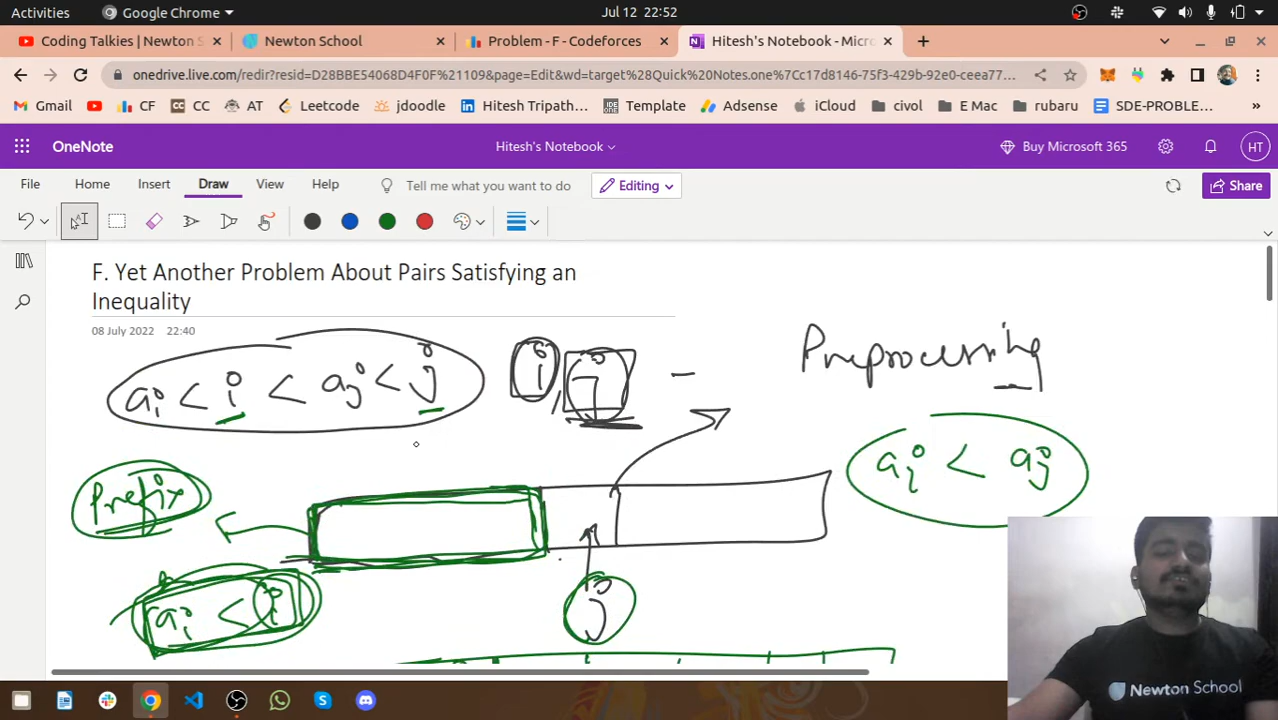 Activities Google Chrome Jul 12 22:52
Coding Talkies | Newton S Newton School Problem - F - Codeforces Hitesh's Notebook - Micro
onedrive.live.com/redir?resid=D28BBE54068D4F0F%21109&page=Edit&wd=target%28Quick%20Notes.one%7Cc17d8146-75f3-429b-92e0-ceea77...
Gmail CF CC AT Leetcode jdoodle Hitesh Tripath... Template Adsense iCloud civol E Mac rubaru SDE-PROBLE...
OneNote Hitesh's Notebook Buy Microsoft 365 HT
File Home Insert Draw View Help Tell me what you want to do Editing Share
F. Yet Another Problem About Pairs Satisfying an
Inequality
08 July 2022 22:40
ai < i < aj < j i, j - Preprocessing
ai < aj
Prefix
ai < i j
Newton School